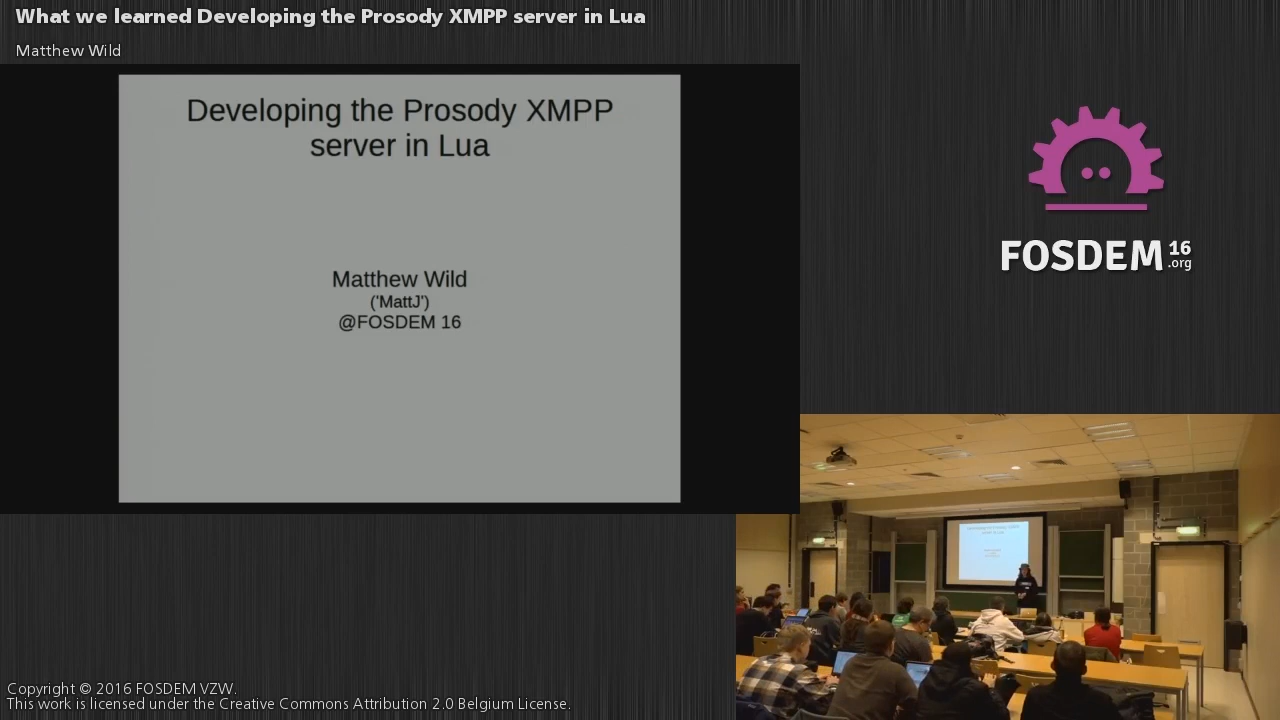 What we learned Developing the Prosody XMPP server in Lua
Matthew Wild
Developing the Prosody XMPP
server in Lua
Matthew Wild
('MattJ')
@FOSDEM 16
FOSDEM 16
.org
Copyright © 2016 FOSDEM VZW.
This work is licensed under the Creative Commons Attribution 2.0 Belgium License.